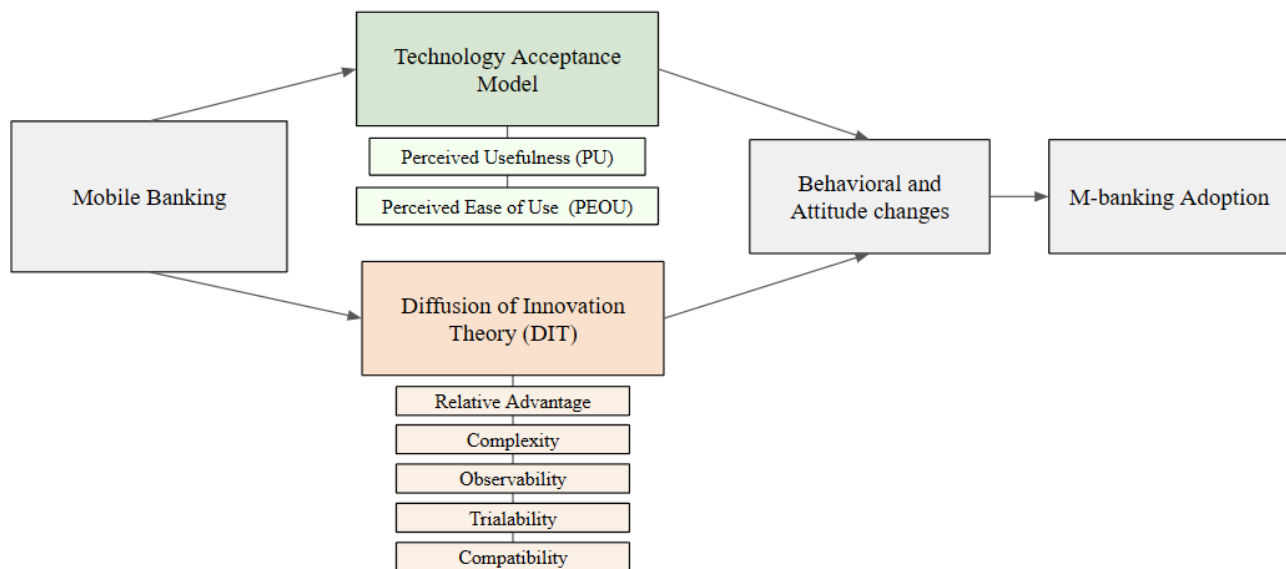 Technology Acceptance
Model
Perceived Usefulness (PU)
Perceived Ease of Use (PEOU)
Mobile Banking
Behavioral and
Attitude changes
M-banking Adoption
Diffusion of Innovation
Theory (DIT)
Relative Advantage
Complexity
Observability
Trialability
Compatibility